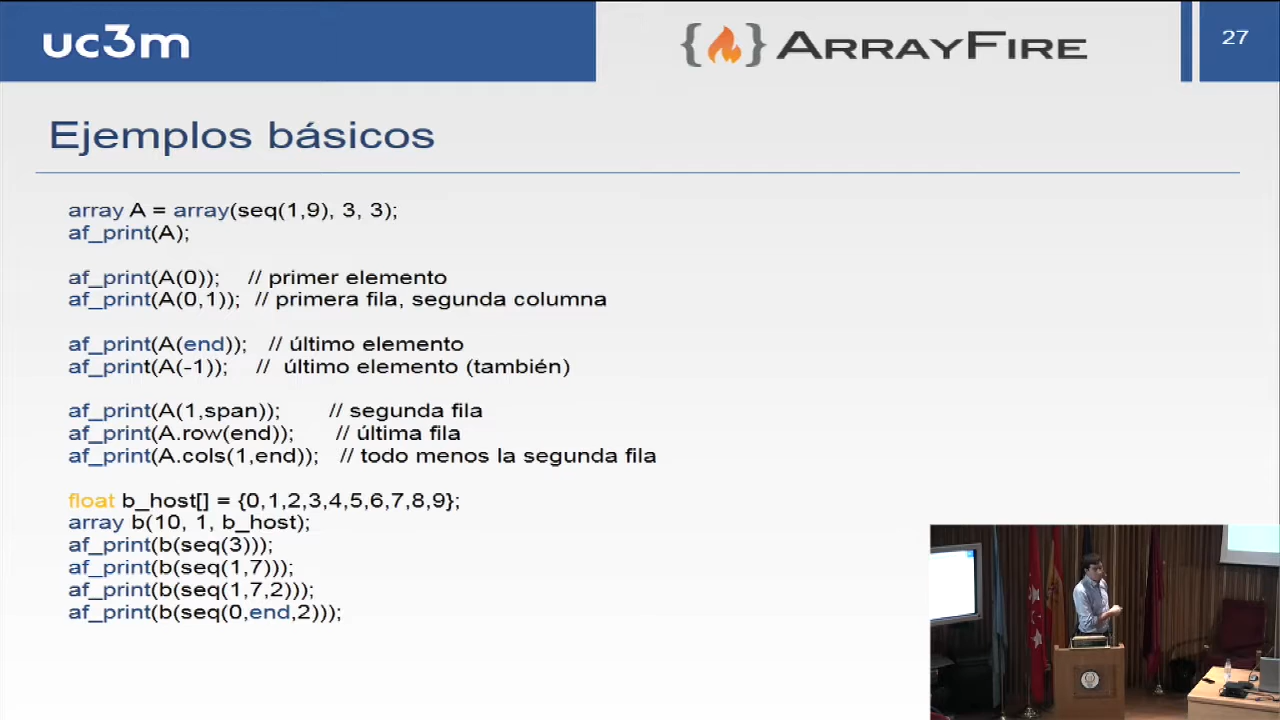 uc3m
{ } ARRAYFIRE
27
Ejemplos básicos
array A = array(seq(1,9), 3, 3);
af_print(A);
af_print(A(0)); // primer elemento
af_print(A(0,1)); // primera fila, segunda columna
af_print(A(end)); // último elemento
af_print(A(-1)); // último elemento (también)
af_print(A(1,span)); // segunda fila
af_print(A.row(end)); // última fila
af_print(A.cols(1,end)); // todo menos la segunda fila
float b_host[] = {0,1,2,3,4,5,6,7,8,9};
array b(10, 1, b_host);
af_print(b(seq(3)));
af_print(b(seq(1,7)));
af_print(b(seq(1,7,2)));
af_print(b(seq(0,end,2)));